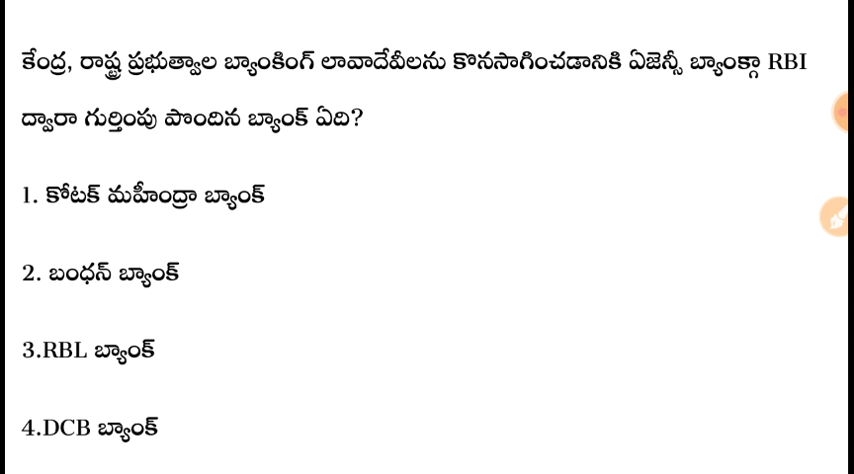 కేంద్ర, రాష్ట్ర ప్రభుత్వాల బ్యాంకింగ్ లావాదేవీలను కొనసాగించడానికి ఏజెన్సీ బ్యాంక్గా RBI
ద్వారా గుర్తింపు పొందిన బ్యాంక్ ఏది?
1. కోటక్ మహీంద్రా బ్యాంక్
2. బంధన్ బ్యాంక్
3.RBL బ్యాంక్
4.DCB బ్యాంక్